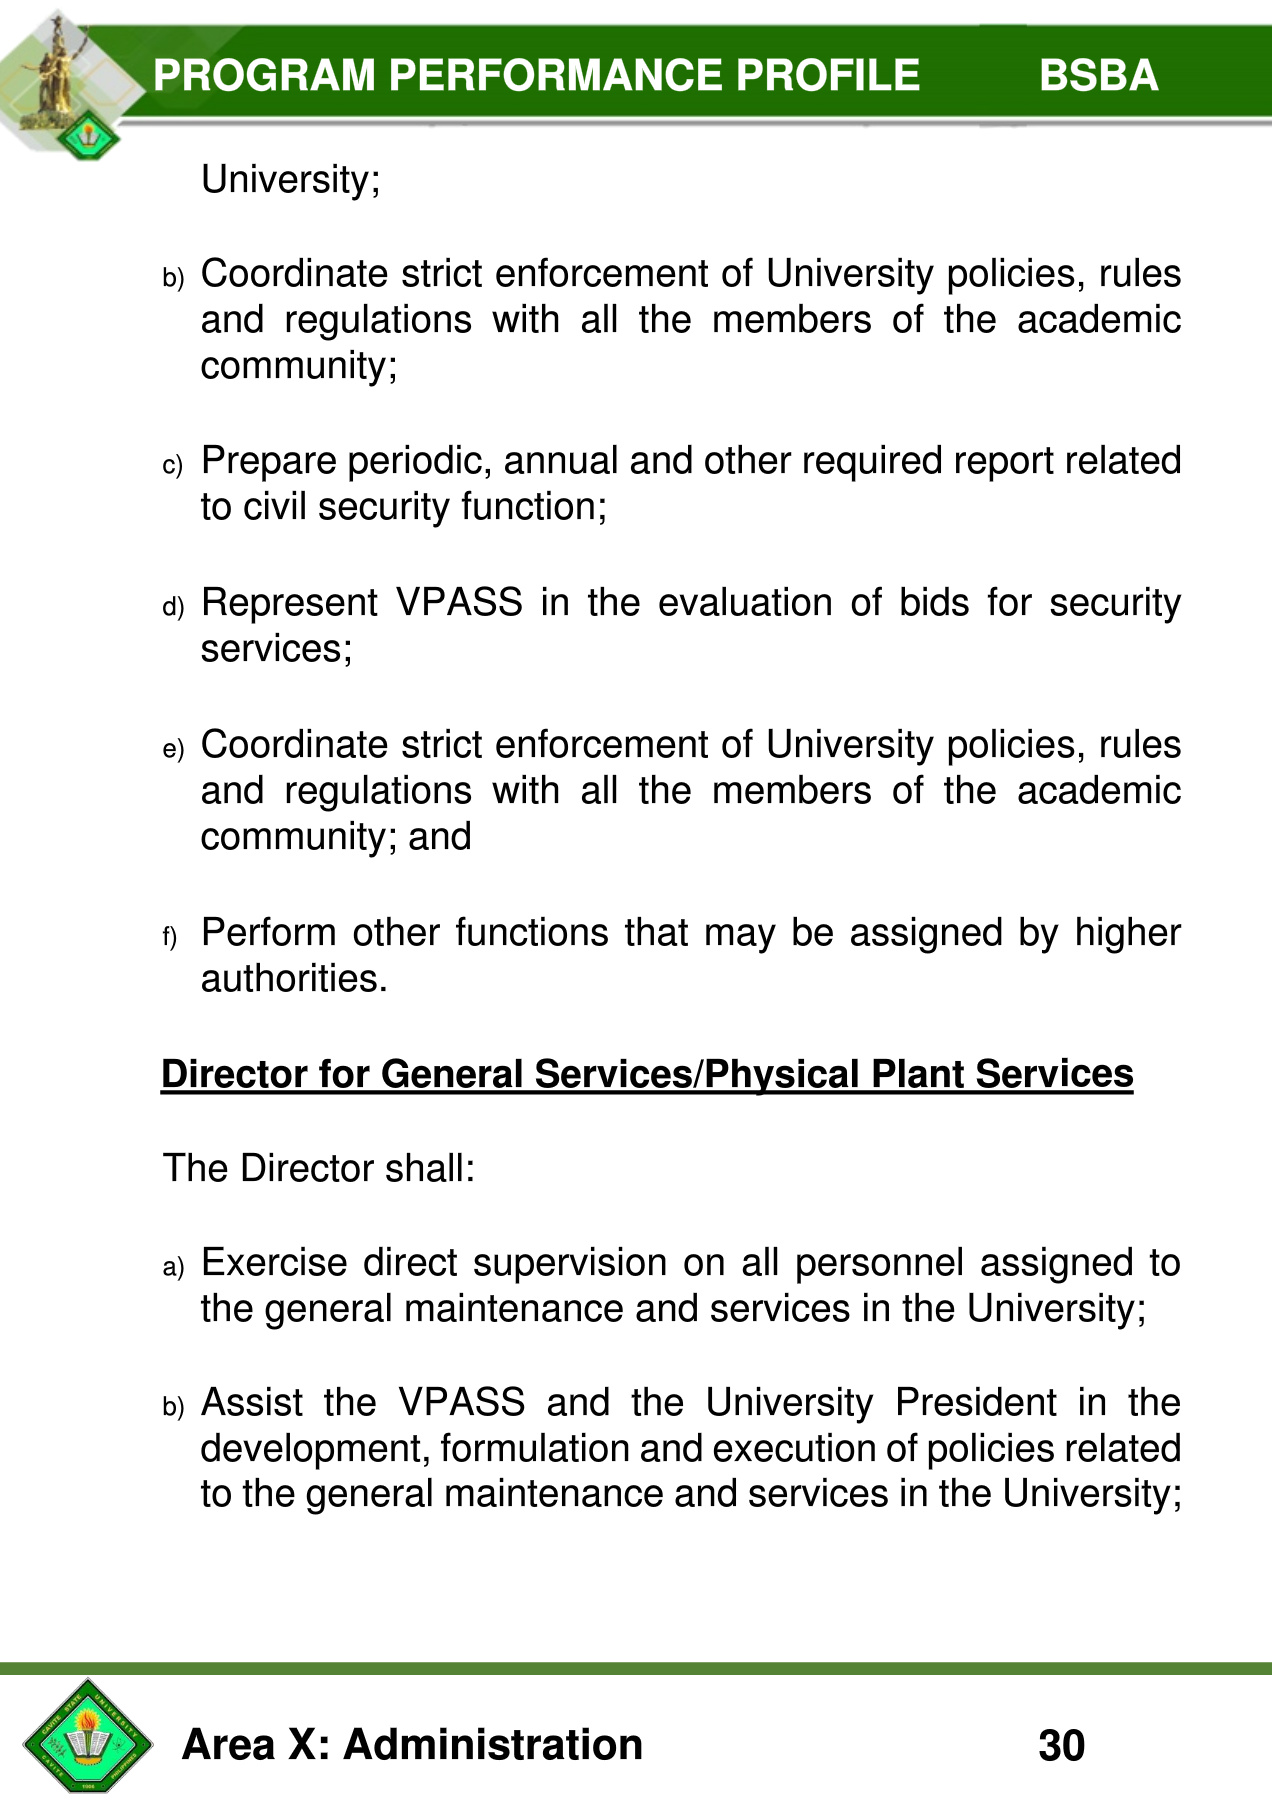 PROGRAM PERFORMANCE PROFILE BSBA
University;
b) Coordinate strict enforcement of University policies, rules
and regulations with all the members of the academic
community;
c) Prepare periodic, annual and other required report related
to civil security function;
d) Represent VPASS in the evaluation of bids for security
services;
e) Coordinate strict enforcement of University policies, rules
and regulations with all the members of the academic
community; and
f) Perform other functions that may be assigned by higher
authorities.
Director for General Services/Physical Plant Services
The Director shall:
a) Exercise direct supervision on all personnel assigned to
the general maintenance and services in the University;
b) Assist the VPASS and the University President in the
development, formulation and execution of policies related
to the general maintenance and services in the University;
CAVITE STATE UNIVERSITY
CAVITE PHILIPPINES
1906
Area X: Administration 30